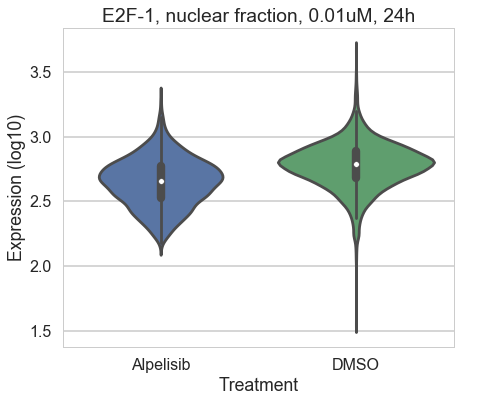 E2F-1, nuclear fraction, 0.01uM, 24h
Expression (log10)
3.5
3.0
2.5
2.0
1.5
Alpelisib DMSO
Treatment